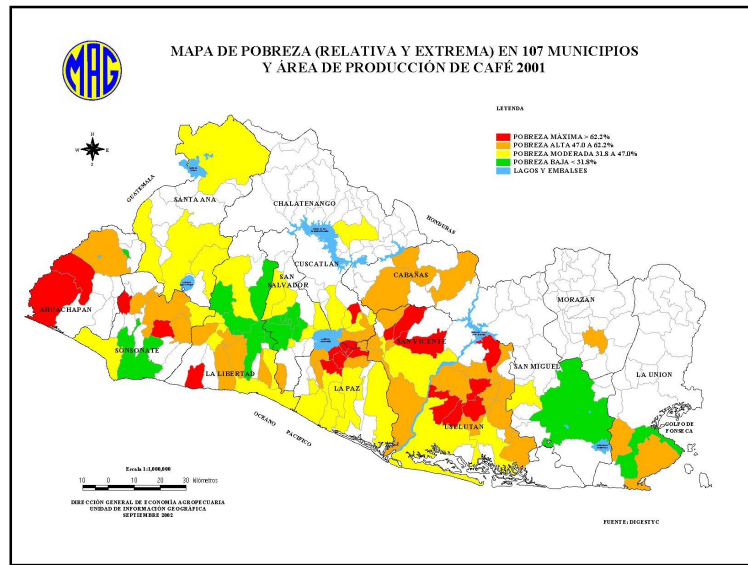 MAG
MAPA DE POBREZA (RELATIVA Y EXTREMA) EN 107 MUNICIPIOS
Y ÁREA DE PRODUCCIÓN DE CAFÉ 2001
LEYENDA
POBREZA MÁXIMA > 62.2%
POBREZA ALTA 47.0 A 62.2%
POBREZA MODERADA 31.8 A 47.0%
POBREZA BAJA < 31.8%
LAGOS Y EMBALSES
N
W
E
S
GUATEMALA
SANTA ANA
CHALATENANGO
HONDURAS
CUSCATLAN
SAN
SALVADOR
CABAÑAS
MORAZAN
AHUACHAPAN
SONSONATE
LA LIBERTAD
SAN VICENTE
SAN MIGUEL
LA UNION
LA PAZ
USULUTAN
GOLFO DE
FONSECA
OCEANO
PACIFICO
Escala 1:1,000,000
10 0 10 20 30 kilómetros
DIRECCIÓN GENERAL DE ECONOMÍA AGROPECUARIA
UNIDAD DE INFORMACIÓN GEOGRÁFICA
SEPTIEMBRE 2002
FUENTE: DIGESTYC